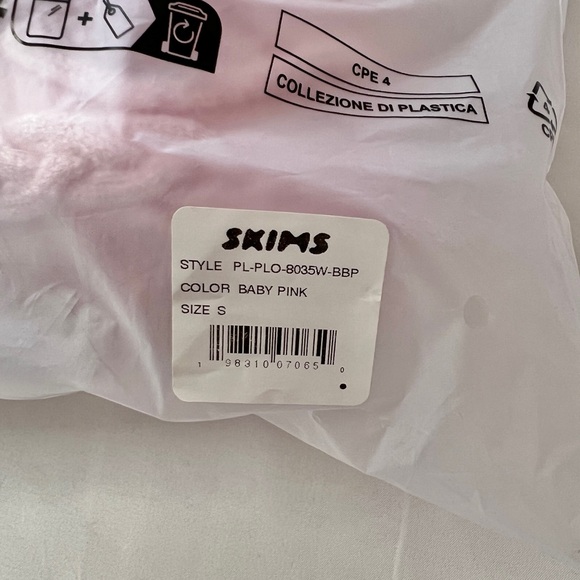 CPE 4
COLLEZIONE DI PLASTICA
SKIMS
STYLE PL-PLO-8035W-BBP
COLOR BABY PINK
SIZE S
1 98310 07065 0